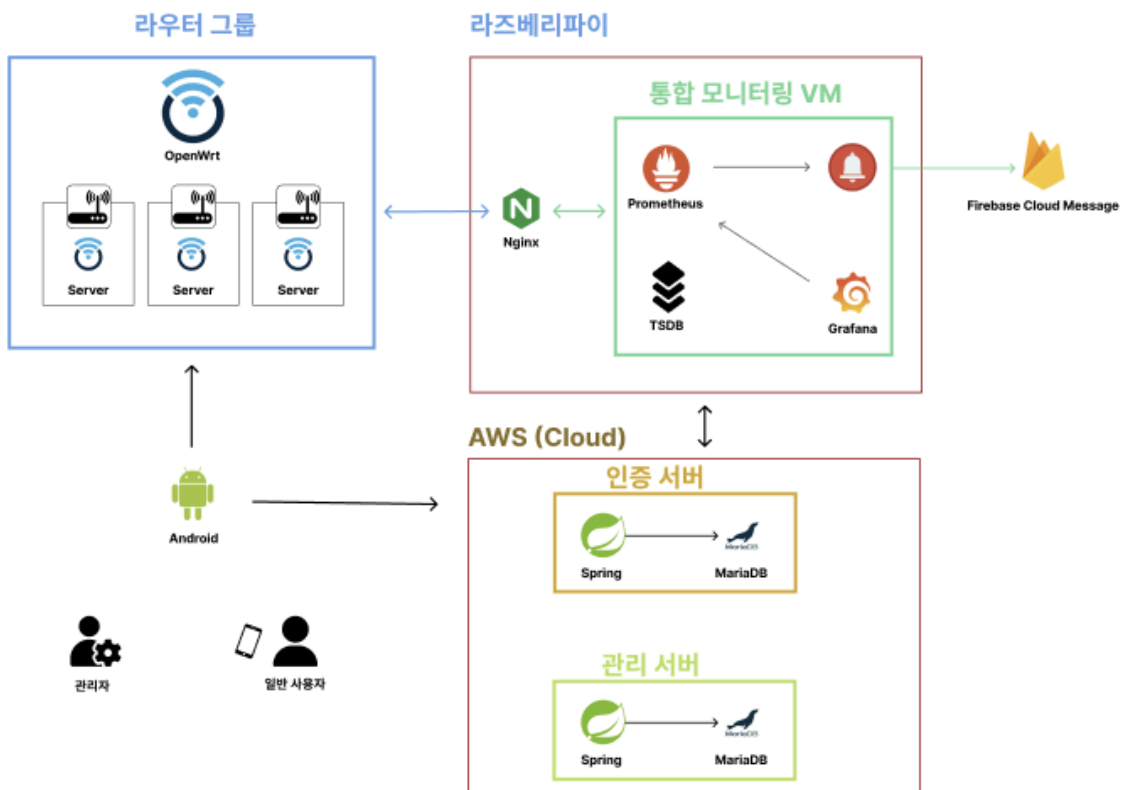 라우터 그룹
라즈베리파이
통합 모니터링 VM
OpenWrt
Server
Server
Server
Nginx
Prometheus
TSDB
Grafana
Firebase Cloud Message
AWS (Cloud)
인증 서버
Spring
MariaDB
MariaDB
Android
관리자
일반 사용자
관리 서버
Spring
MariaDB
MariaDB